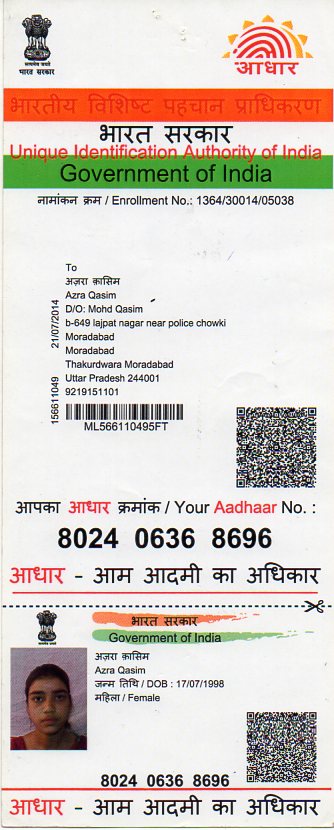 सत्यमेव जयते
भारत सरकार
आधार
भारतीय विशिष्ट पहचान प्राधिकरण
भारत सरकार
Unique Identification Authority of India
Government of India
नामांकन क्रम / Enrollment No.: 1364/30014/05038
To
अज़रा क़ासिम
Azra Qasim
D/O: Mohd Qasim
b-649 lajpat nagar near police chowki
Moradabad
Moradabad
Thakurdwara Moradabad
Uttar Pradesh 244001
9219151101
156611049 21/07/2014
ML566110495FT
आपका आधार क्रमांक / Your Aadhaar No. :
8024 0636 8696
आधार - आम आदमी का अधिकार
भारत सरकार
Government of India
अज़रा क़ासिम
Azra Qasim
जन्म तिथि / DOB : 17/07/1998
महिला / Female
8024 0636 8696
आधार - आम आदमी का अधिकार